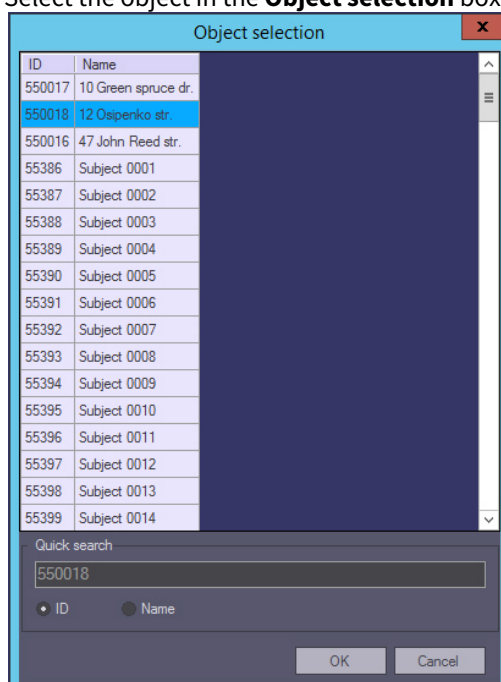 Select the object in the Object selection box
Object selection
x
ID Name
550017 10 Green spruce dr.
550018 12 Osipenko str.
550016 47 John Reed str.
55386 Subject 0001
55387 Subject 0002
55388 Subject 0003
55389 Subject 0004
55390 Subject 0005
55391 Subject 0006
55392 Subject 0007
55393 Subject 0008
55394 Subject 0009
55395 Subject 0010
55396 Subject 0011
55397 Subject 0012
55398 Subject 0013
55399 Subject 0014
Quick search
550018
ID Name
OK Cancel